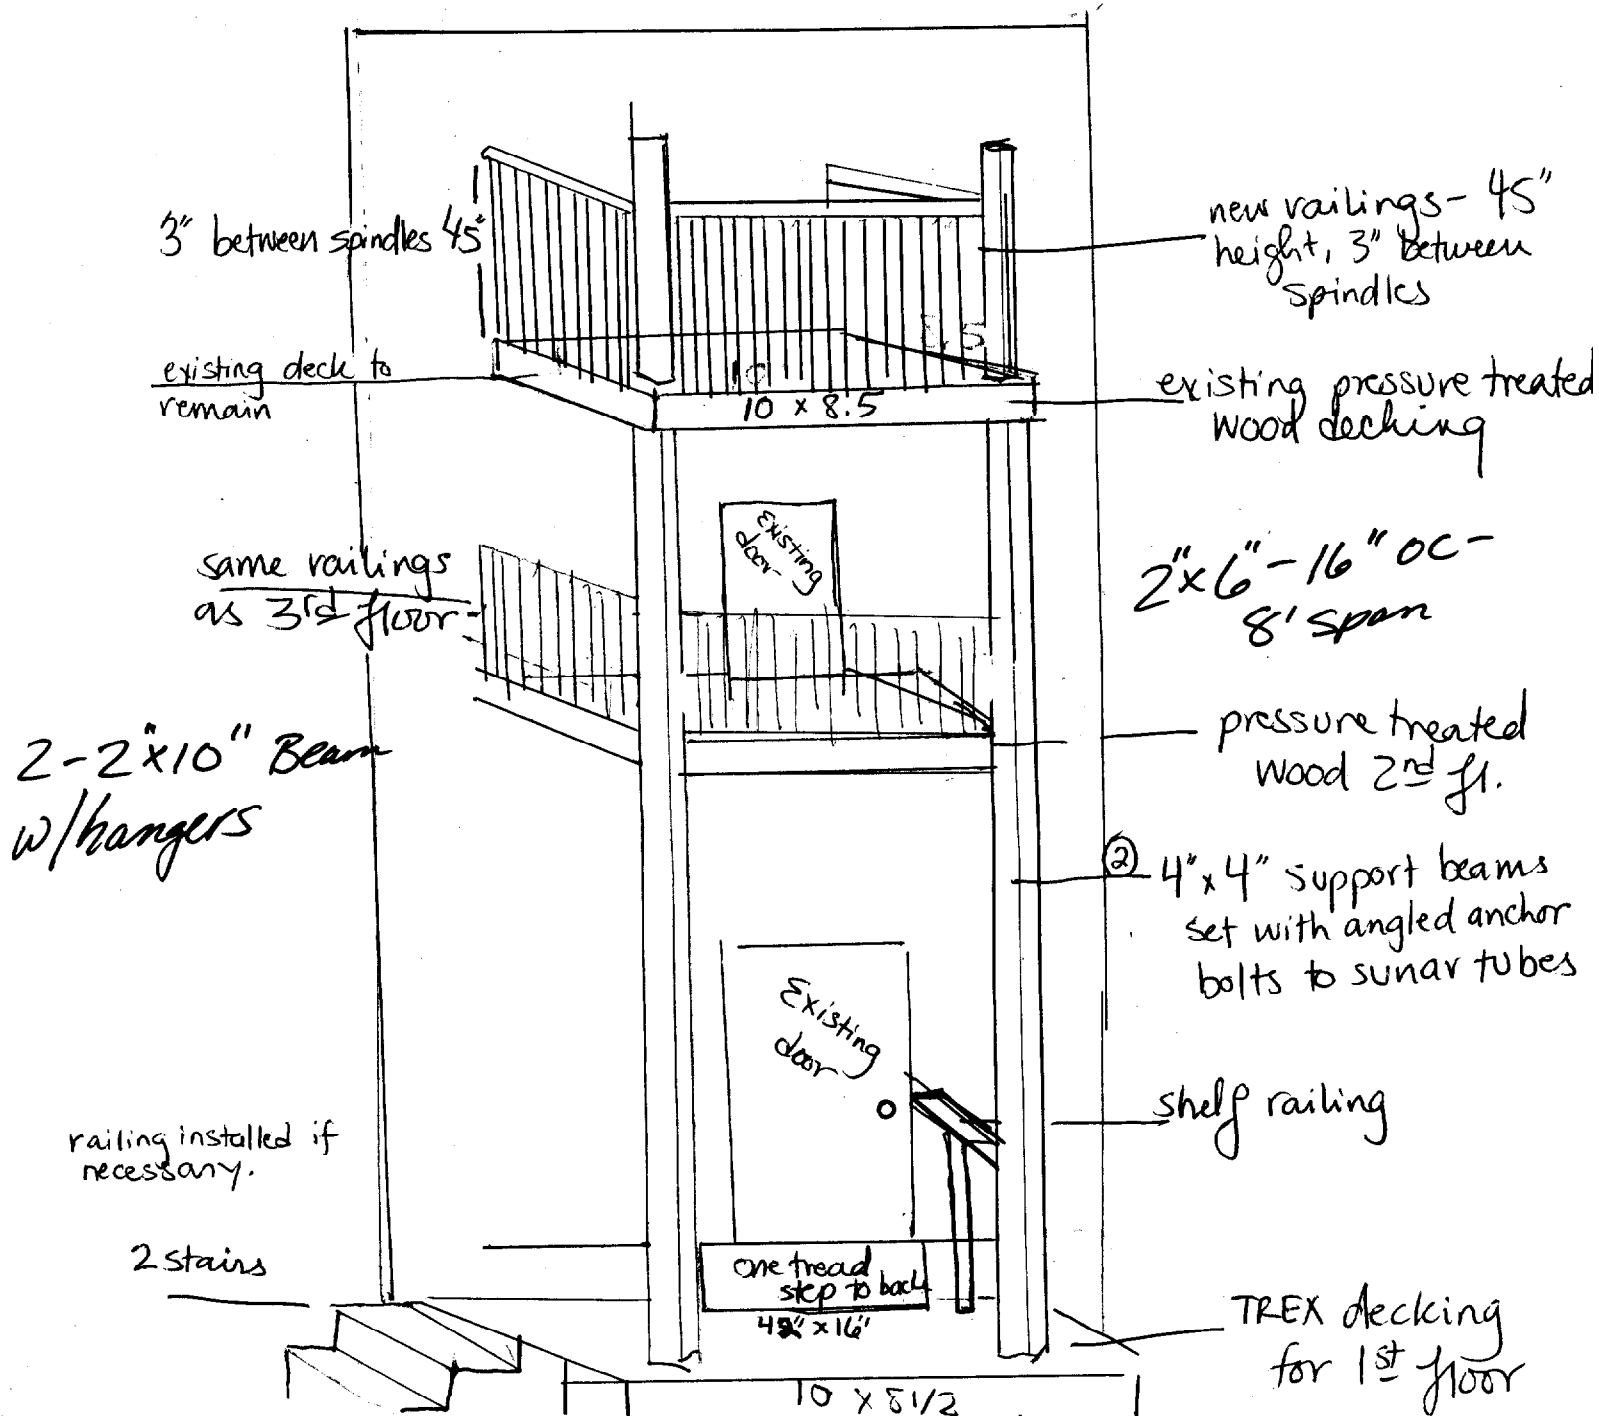 3" between spindles 45"
new railings - 45"
height, 3" between
spindles
existing deck to
remain
10 x 8.5
existing pressure treated
wood decking
Existing
door
2"x6" - 16" OC -
8' span
same railings
as 3rd floor
2-2"x10" Beam
w/hangers
pressure treated
wood 2nd fl.
② 4"x4" support beams
set with angled anchor
bolts to sunar tubes
Existing
door
shelf railing
railing installed if
necessary.
2 stairs
one tread
step to back
x 16"
TREX decking
for 1st floor
10 x 8 1/2